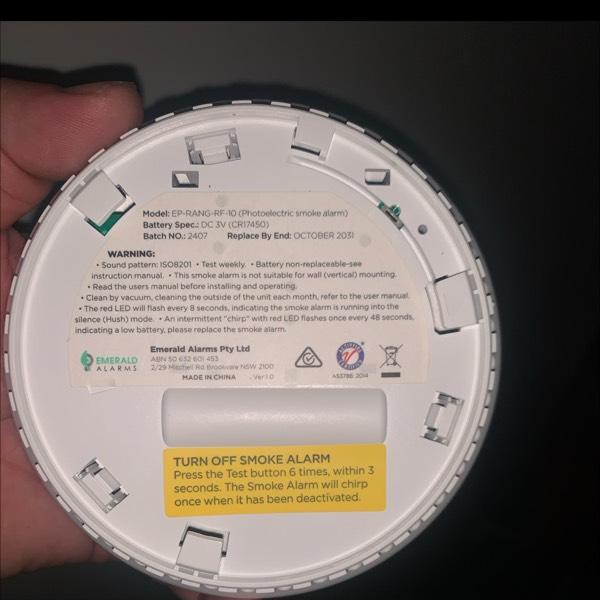 Model: EP-RANG-RF-10 (Photoelectric smoke alarm)
Battery Spec.: DC 3V (CR17450)
Batch NO.: 2407 Replace By End: OCTOBER 2031
WARNING:
• Sound pattern: ISO8201 • Test weekly. • Battery non-replaceable-see
instruction manual. • This smoke alarm is not suitable for wall (vertical) mounting.
• Read the users manual before installing and operating.
• Clean by vacuum, cleaning the outside of the unit each month, refer to the user manual.
• The red LED will flash every 8 seconds, indicating the smoke alarm is running into the
silence (Hush) mode. • An intermittent "chirp" with red LED flashes once every 48 seconds,
indicating a low battery, please replace the smoke alarm.
EMERALD
ALARMS
Emerald Alarms Pty Ltd
ABN 50 632 601 453
2/29 Mitchell Rd Brookvale NSW 2100
MADE IN CHINA . Ver 1.0
AS3786: 2014
TURN OFF SMOKE ALARM
Press the Test button 6 times, within 3
seconds. The Smoke Alarm will chirp
once when it has been deactivated.